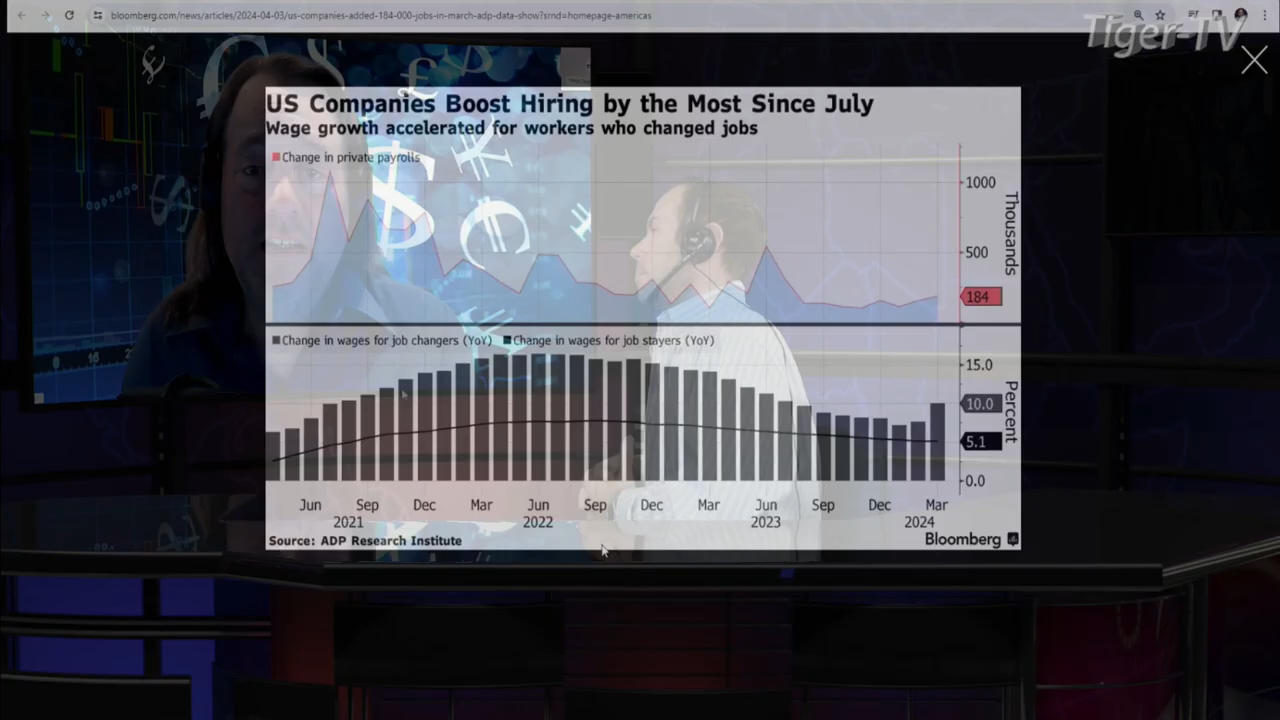 bloomberg.com/news/articles/2024-04-03/us-companies-added-184-000-jobs-in-march-adp-data-show?srnd=homepage-americas
Tiger-TV
US Companies Boost Hiring by the Most Since July
Wage growth accelerated for workers who changed jobs
Change in private payrolls
1000
500
184
Thousands
Change in wages for job changers (YoY) Change in wages for job stayers (YoY)
15.0
10.0
5.1
0.0
Percent
Jun Sep Dec Mar Jun Sep Dec Mar Jun Sep Dec Mar
2021 2022 2023 2024
Source: ADP Research Institute
Bloomberg
8 16 2